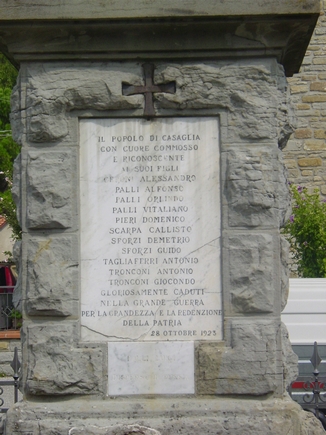 IL POPOLO DI CASAGLIA
CON CUORE COMMOSSO
E RICONOSCENTE
AI SUOI FIGLI
ALESSANDRO
PALLI ALFONSO
PALLI ORLINDO
PALLI VITALIANO
PIERI DOMENICO
SCARPA CALLISTO
SFORZI DEMETRIO
SFORZI GUIDO
TAGLIAFERRI ANTONIO
TRONCONI ANTONIO
TRONCONI GIOCONDO
GLORIOSAMENTE CADUTI
NELLA GRANDE GUERRA
PER LA GRANDEZZA E LA REDENZIONE
DELLA PATRIA
28 OTTOBRE 1923